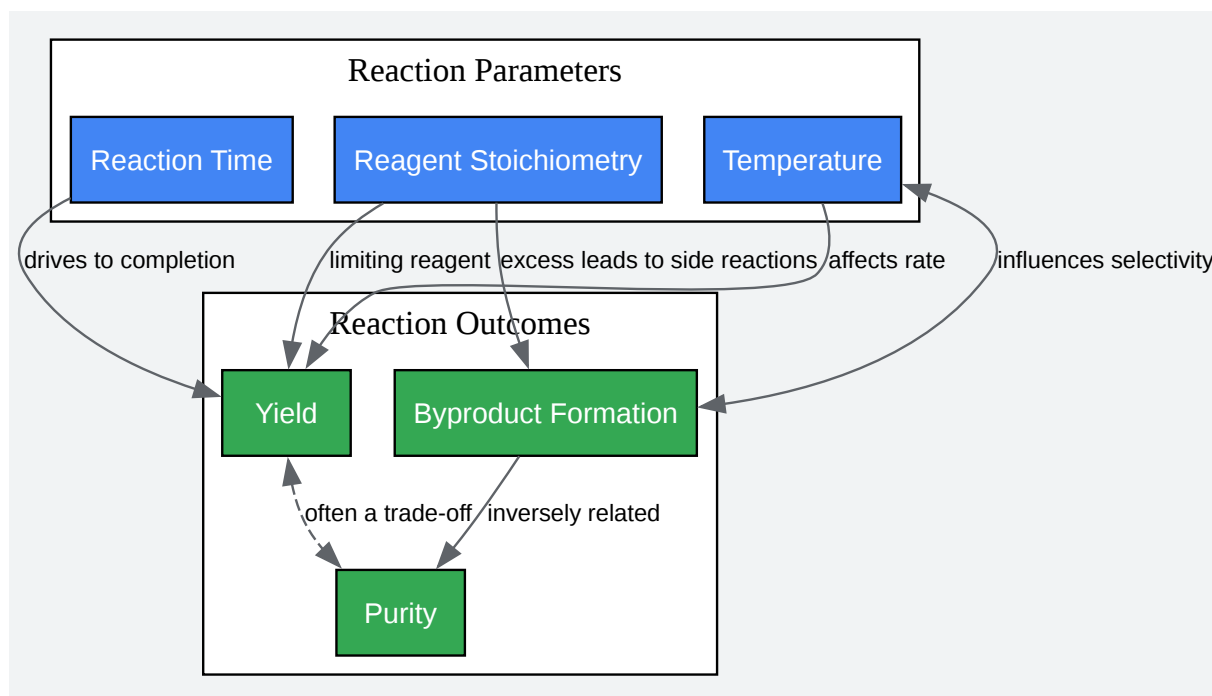 Reaction Parameters
Reaction Time
Reagent Stoichiometry
Temperature
drives to completion
limiting reagent
excess leads to side reactions
affects rate
influences selectivity
Reaction Outcomes
Yield
Byproduct Formation
often a trade-off
inversely related
Purity